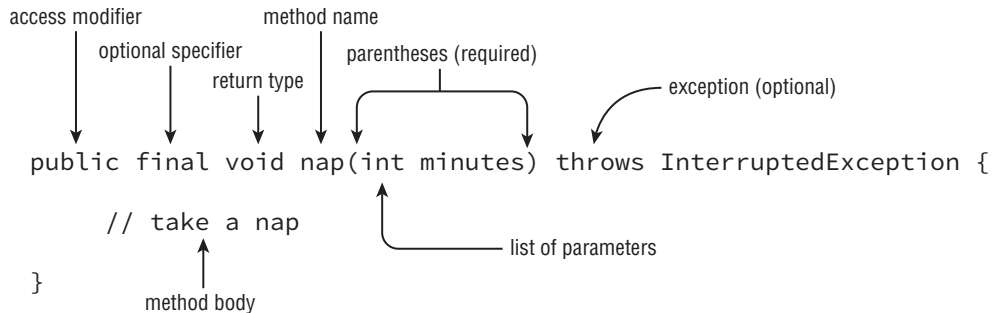 access modifier method name
optional specifier parentheses (required)
return type exception (optional)
public final void nap(int minutes) throws InterruptedException {
// take a nap
list of parameters
}
method body